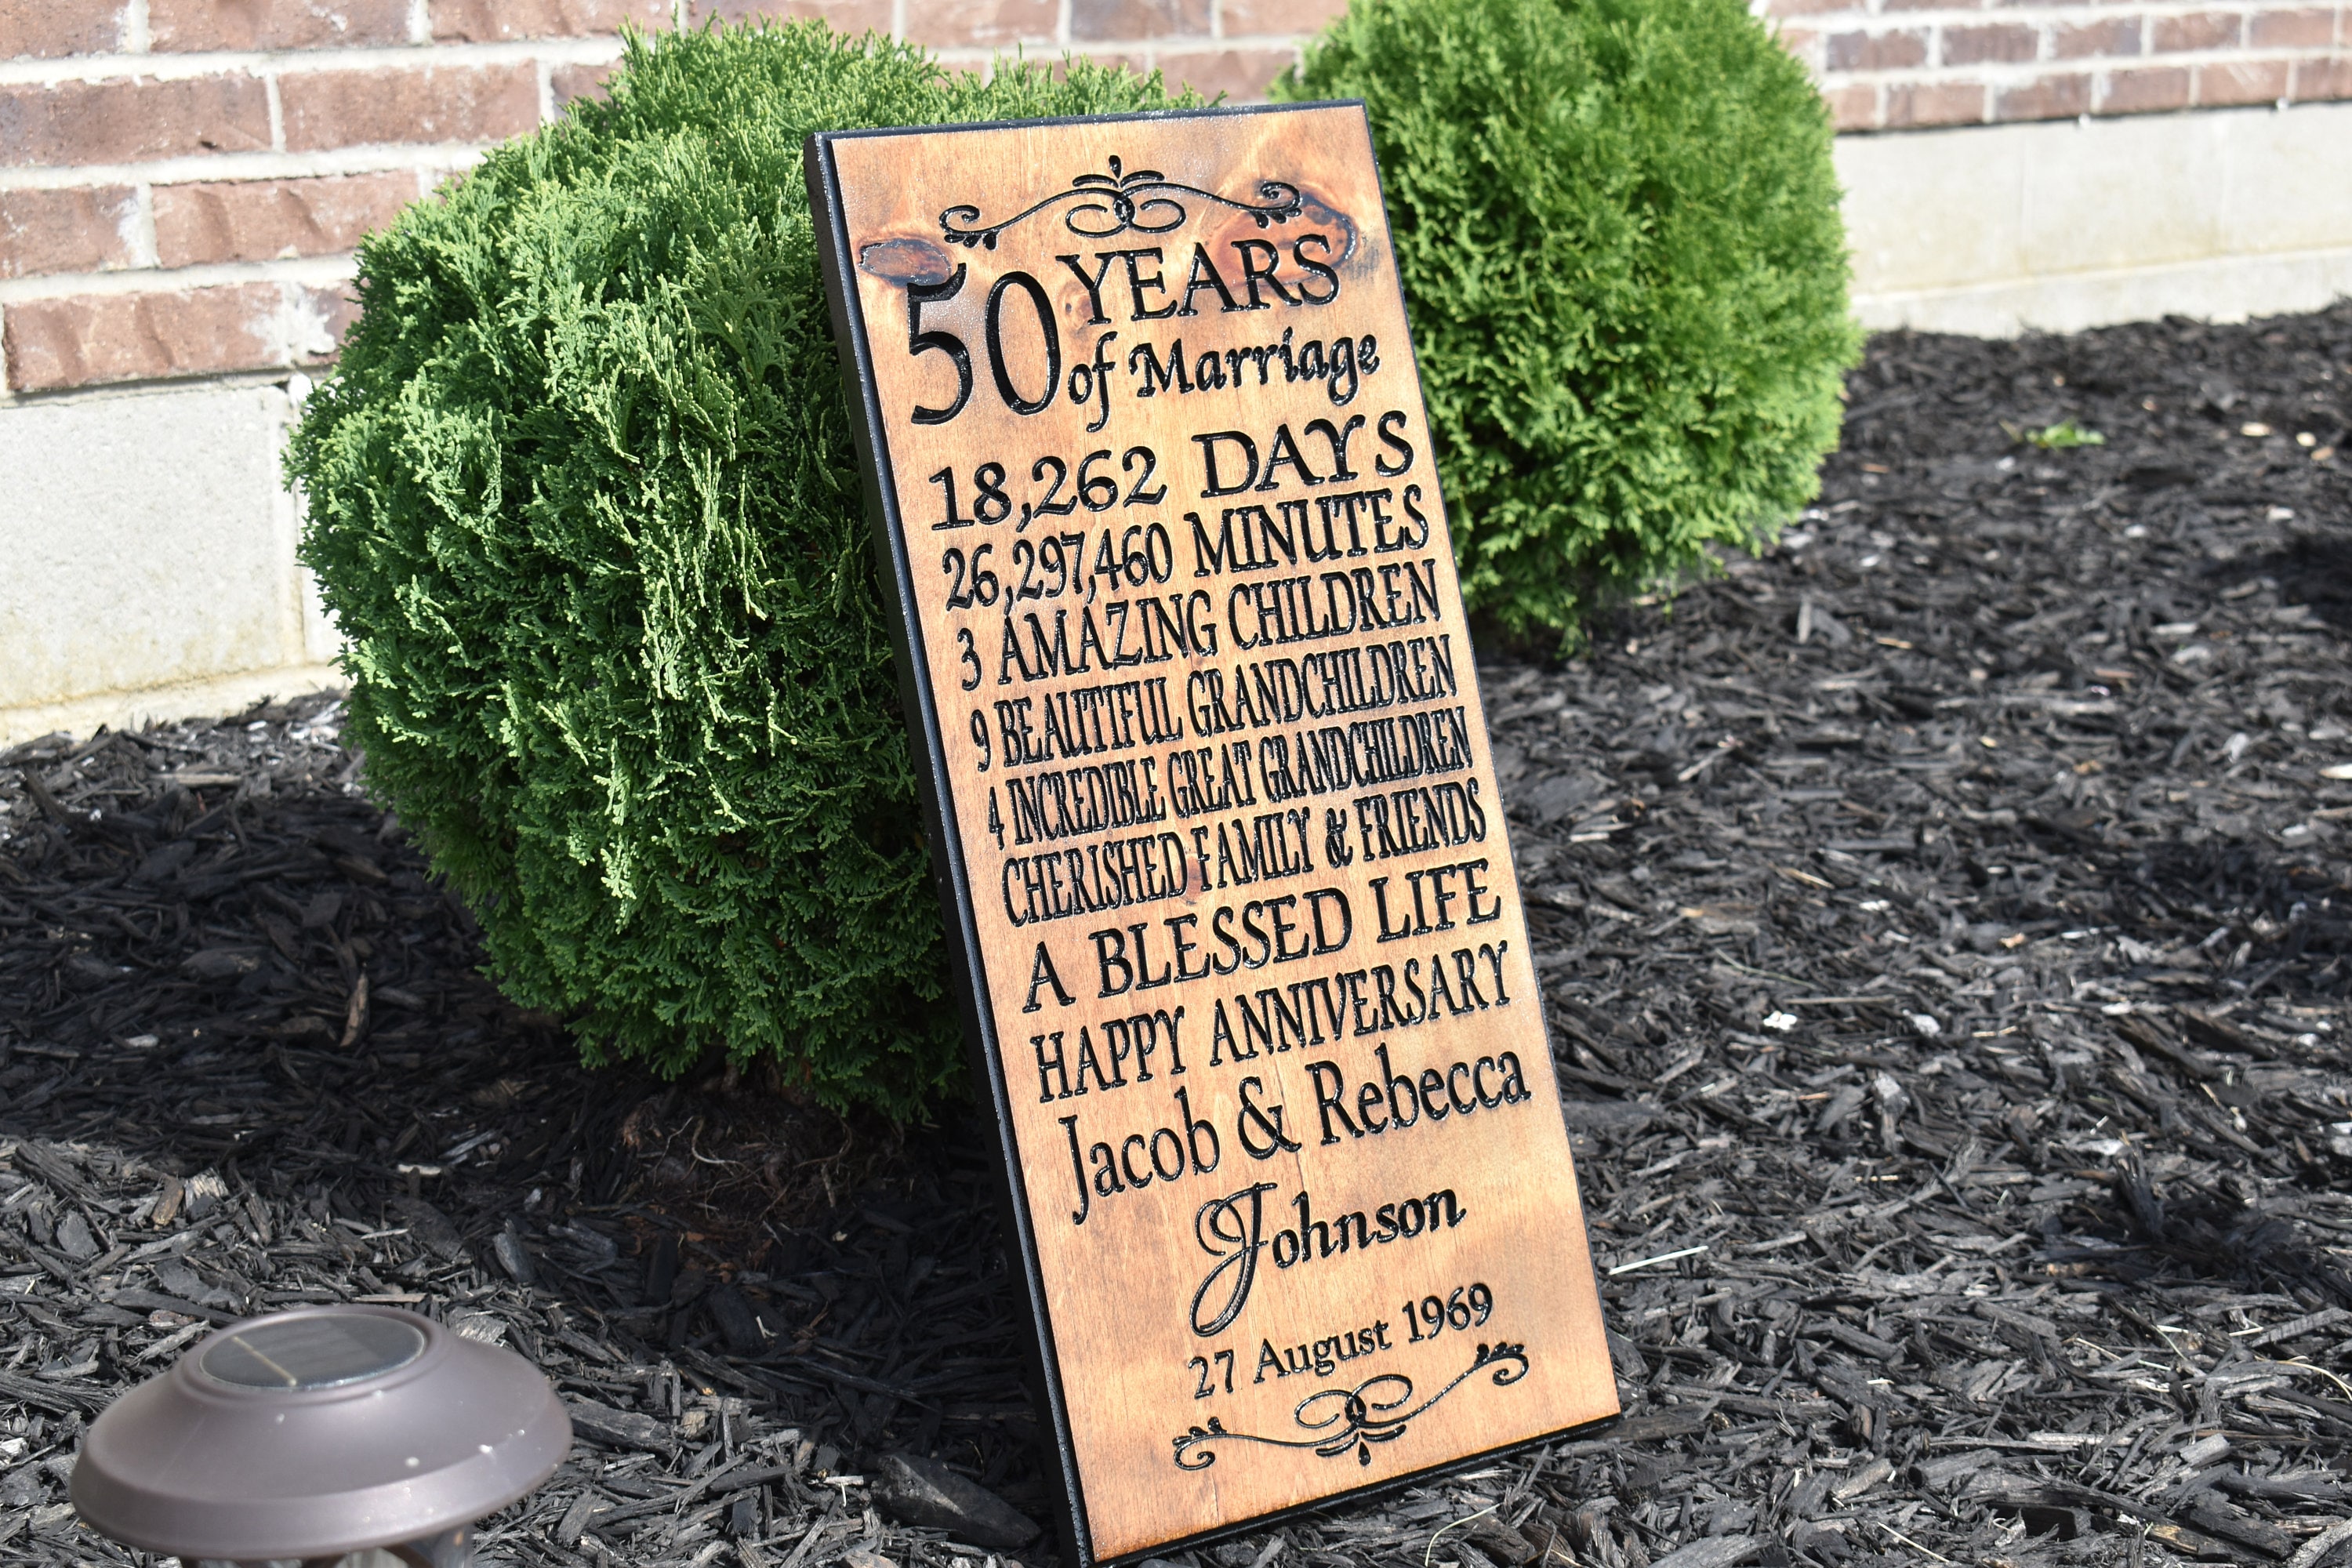 50 YEARS
of Marriage
18,262 DAYS
26,297,460 MINUTES
3 AMAZING CHILDREN
9 BEAUTIFUL GRANDCHILDREN
4 INCREDIBLE GREAT GRANDCHILDREN
CHERISHED FAMILY & FRIENDS
A BLESSED LIFE
HAPPY ANNIVERSARY
Jacob & Rebecca
Johnson
27 August 1969